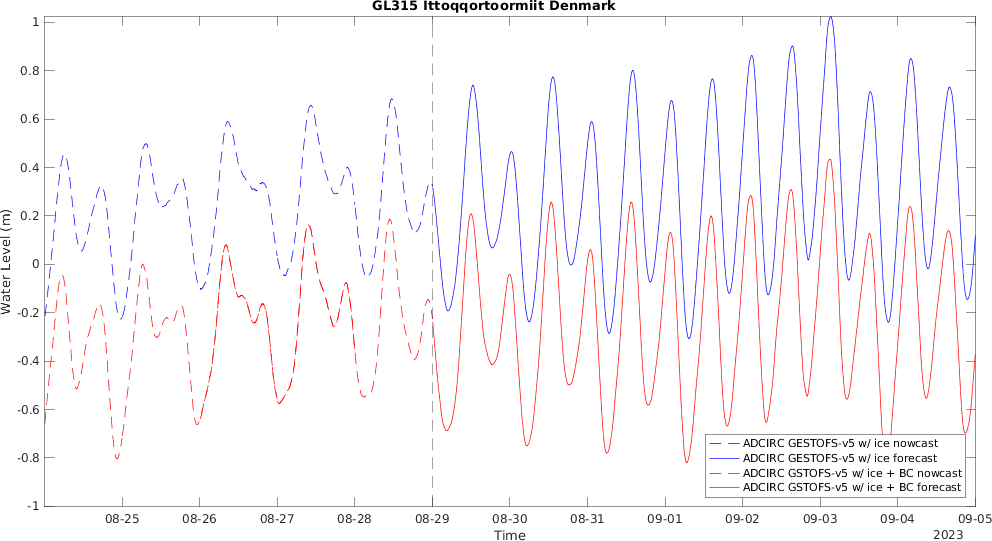 GL315 Ittoqqortoormiit Denmark
1
0.8
0.6
0.4
0.2
0
-0.2
-0.4
-0.6
-0.8
-1
Water Level (m)
08-25 08-26 08-27 08-28 08-29 08-30 08-31 09-01 09-02 09-03 09-04 09-05
Time
2023
ADCIRC GESTOFS-v5 w/ ice nowcast
ADCIRC GESTOFS-v5 w/ ice forecast
ADCIRC GSTOFS-v5 w/ ice + BC nowcast
ADCIRC GSTOFS-v5 w/ ice + BC forecast